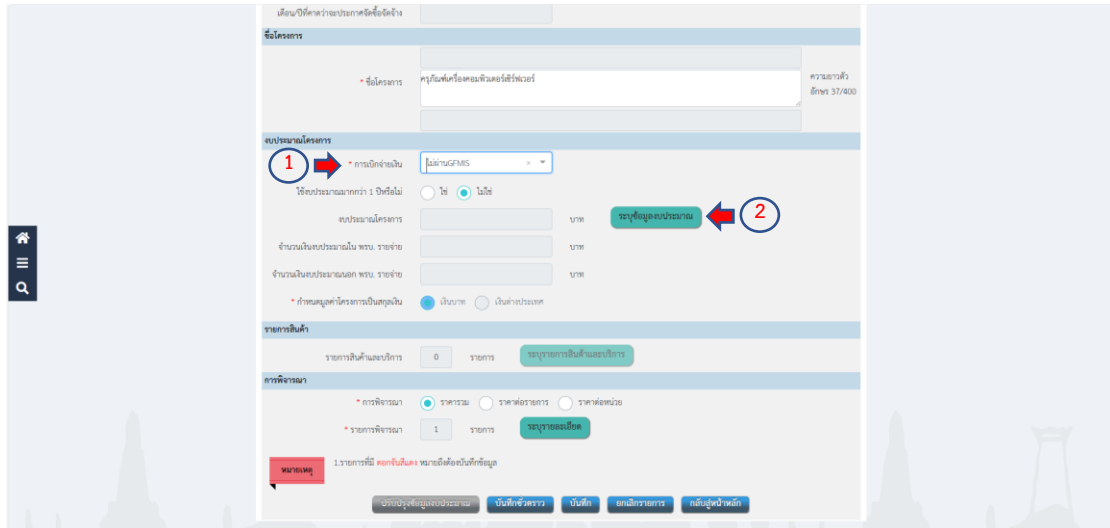 เดือน/ปีที่คาดว่าจะประกาศจัดซื้อจัดจ้าง
ชื่อโครงการ
* ชื่อโครงการ ครุภัณฑ์เครื่องคอมพิวเตอร์เซิร์ฟเวอร์ ความยาวตัว
อักษร 37/400
งบประมาณโครงการ
1 * การเบิกจ่ายเงิน ไม่ผ่านGFMIS ×
ใช้งบประมาณมากกว่า 1 ปีหรือไม่ ใช่ ไม่ใช่
งบประมาณโครงการ บาท ระบุข้อมูลงบประมาณ 2
จำนวนเงินงบประมาณใน พรบ. รายจ่าย บาท
จำนวนเงินงบประมาณนอก พรบ. รายจ่าย บาท
* กำหนดมูลค่าโครงการเป็นสกุลเงิน เงินบาท เงินต่างประเทศ
รายการสินค้า
รายการสินค้าและบริการ 0 รายการ ระบุรายการสินค้าและบริการ
การพิจารณา
* การพิจารณา ราคารวม ราคาต่อรายการ ราคาต่อหน่วย
* รายการพิจารณา 1 รายการ ระบุรายละเอียด
หมายเหตุ 1.รายการที่มี ดอกจันสีแดง หมายถึงต้องบันทึกข้อมูล
ปรับปรุงข้อมูลงบประมาณ บันทึกชั่วคราว บันทึก ยกเลิกรายการ กลับสู่หน้าหลัก